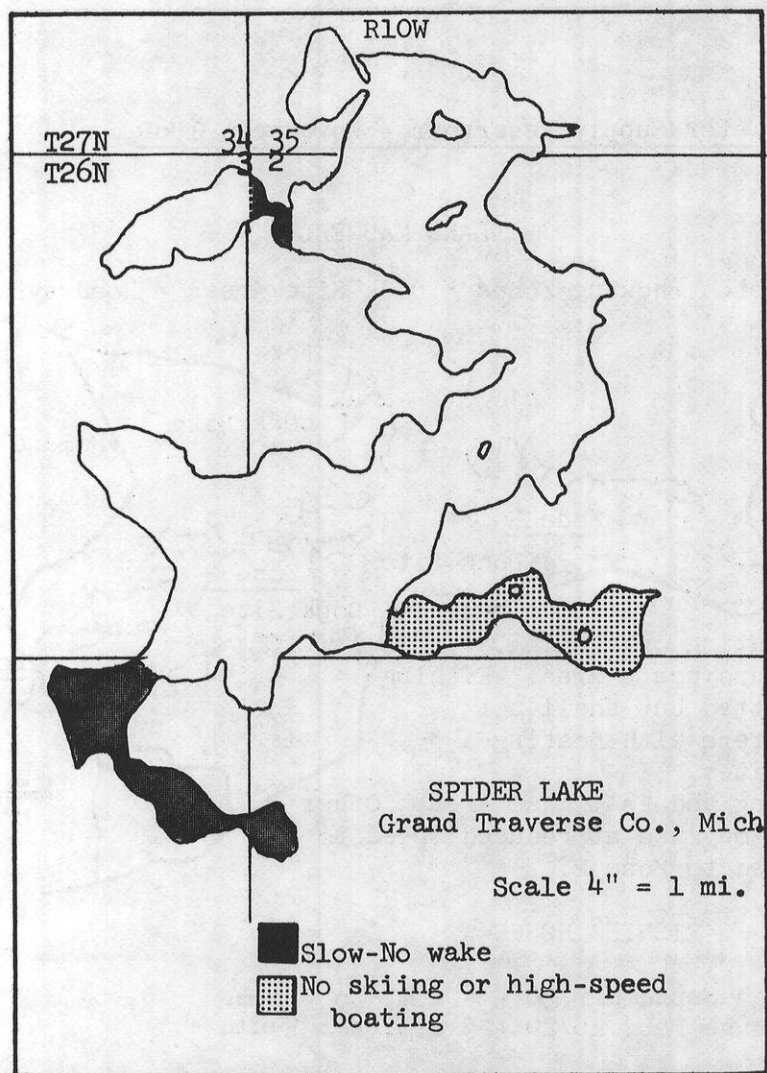 R10W
T27N 34 35
T26N 3 2
SPIDER LAKE
Grand Traverse Co., Mich
Scale 4" = 1 mi.
Slow-No wake
No skiing or high-speed
boating